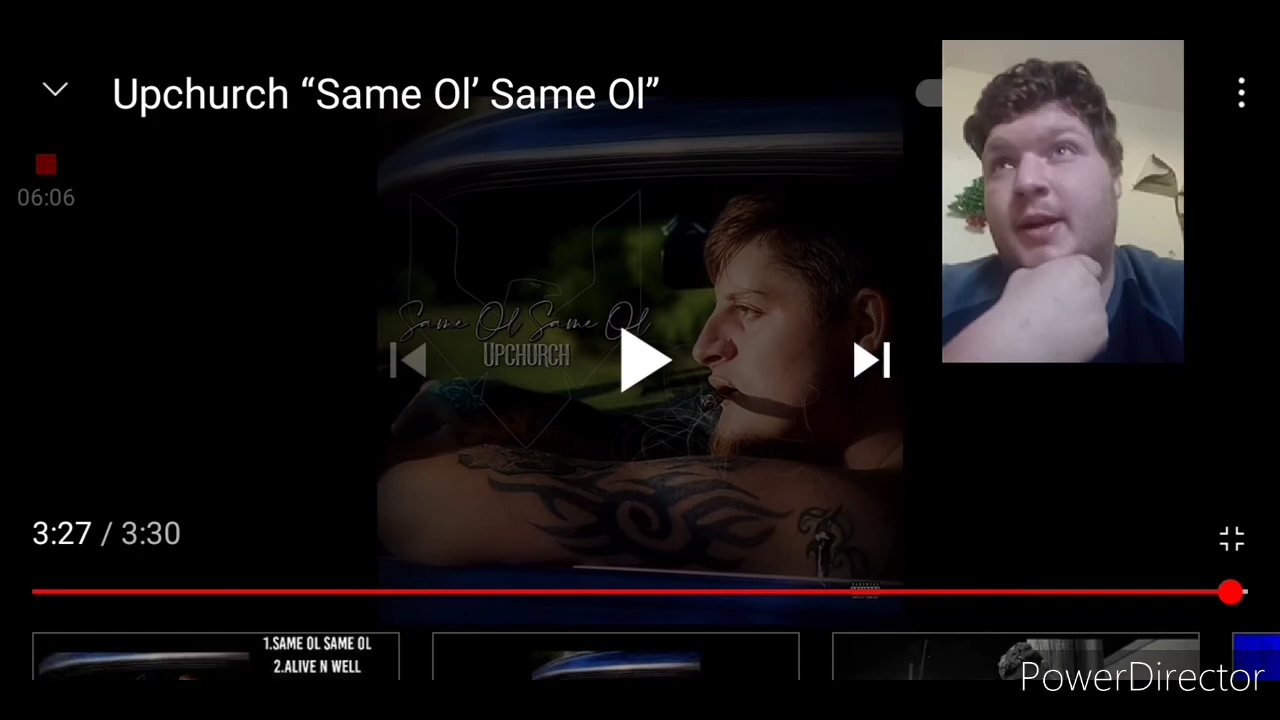 Upchurch “Same Ol’ Same Ol”
06:06
Same Ol Same Ol
UPCHURCH
3:27 / 3:30
1.SAME OL SAME OL
2.ALIVE N WELL
PowerDirector